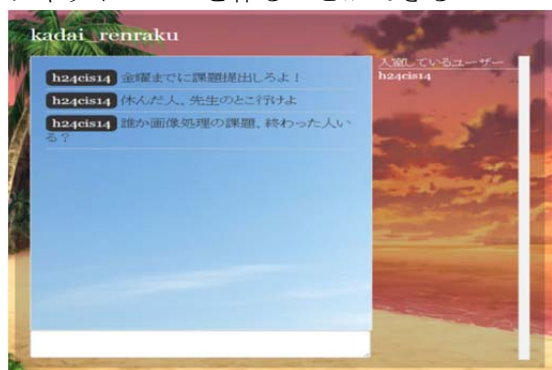 kadai_renraku
入室しているユーザー
h24cis14
h24cis14 金曜までに課題提出しろよ！
h24cis14 休んだ人、先生のとこ行けよ
h24cis14 誰か画像処理の課題、終わった人い
る？